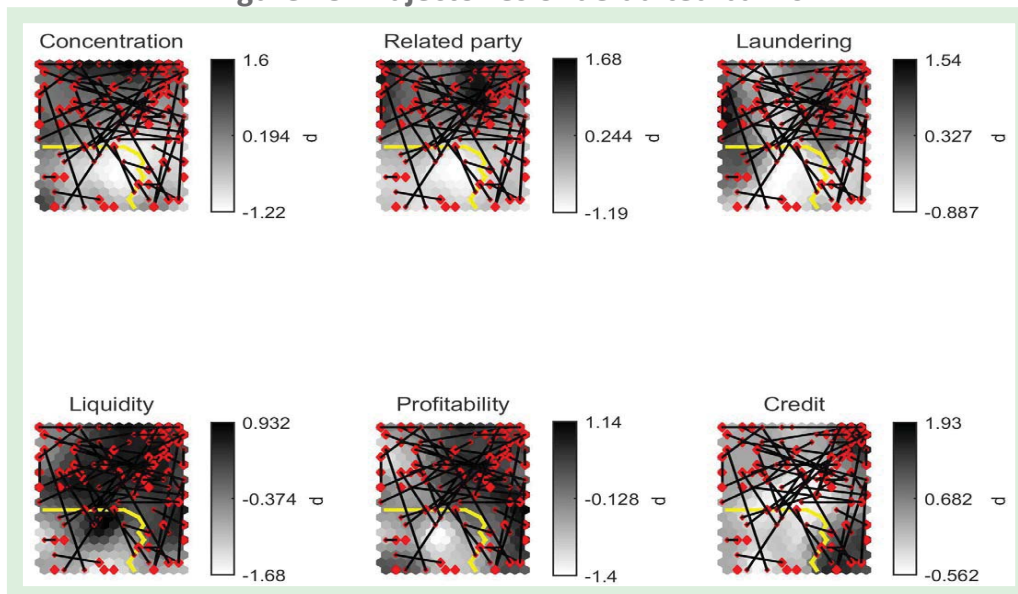 Concentration
Related party
Laundering
1.6
0.194
-1.22
d
1.68
0.244
-1.19
d
1.54
0.327
-0.887
d
Liquidity
Profitability
Credit
0.932
-0.374
-1.68
d
1.14
-0.128
-1.4
d
1.93
0.682
-0.562
d